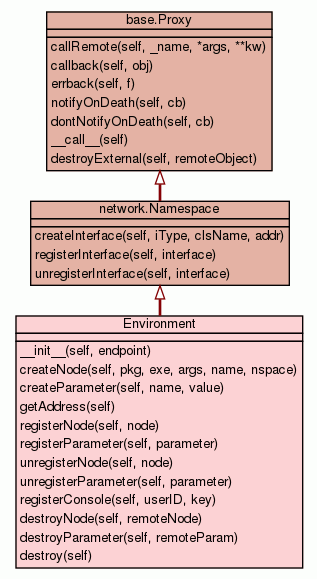 base.Proxy
callRemote(self, _name, *args, **kw)
callback(self, obj)
errback(self, f)
notifyOnDeath(self, cb)
dontNotifyOnDeath(self, cb)
__call__(self)
destroyExternal(self, remoteObject)
network.Namespace
createInterface(self, iType, clsName, addr)
registerInterface(self, interface)
unregisterInterface(self, interface)
Environment
__init__(self, endpoint)
createNode(self, pkg, exe, args, name, nspace)
createParameter(self, name, value)
getAddress(self)
registerNode(self, node)
registerParameter(self, parameter)
unregisterNode(self, node)
unregisterParameter(self, parameter)
registerConsole(self, userID, key)
destroyNode(self, remoteNode)
destroyParameter(self, remoteParam)
destroy(self)